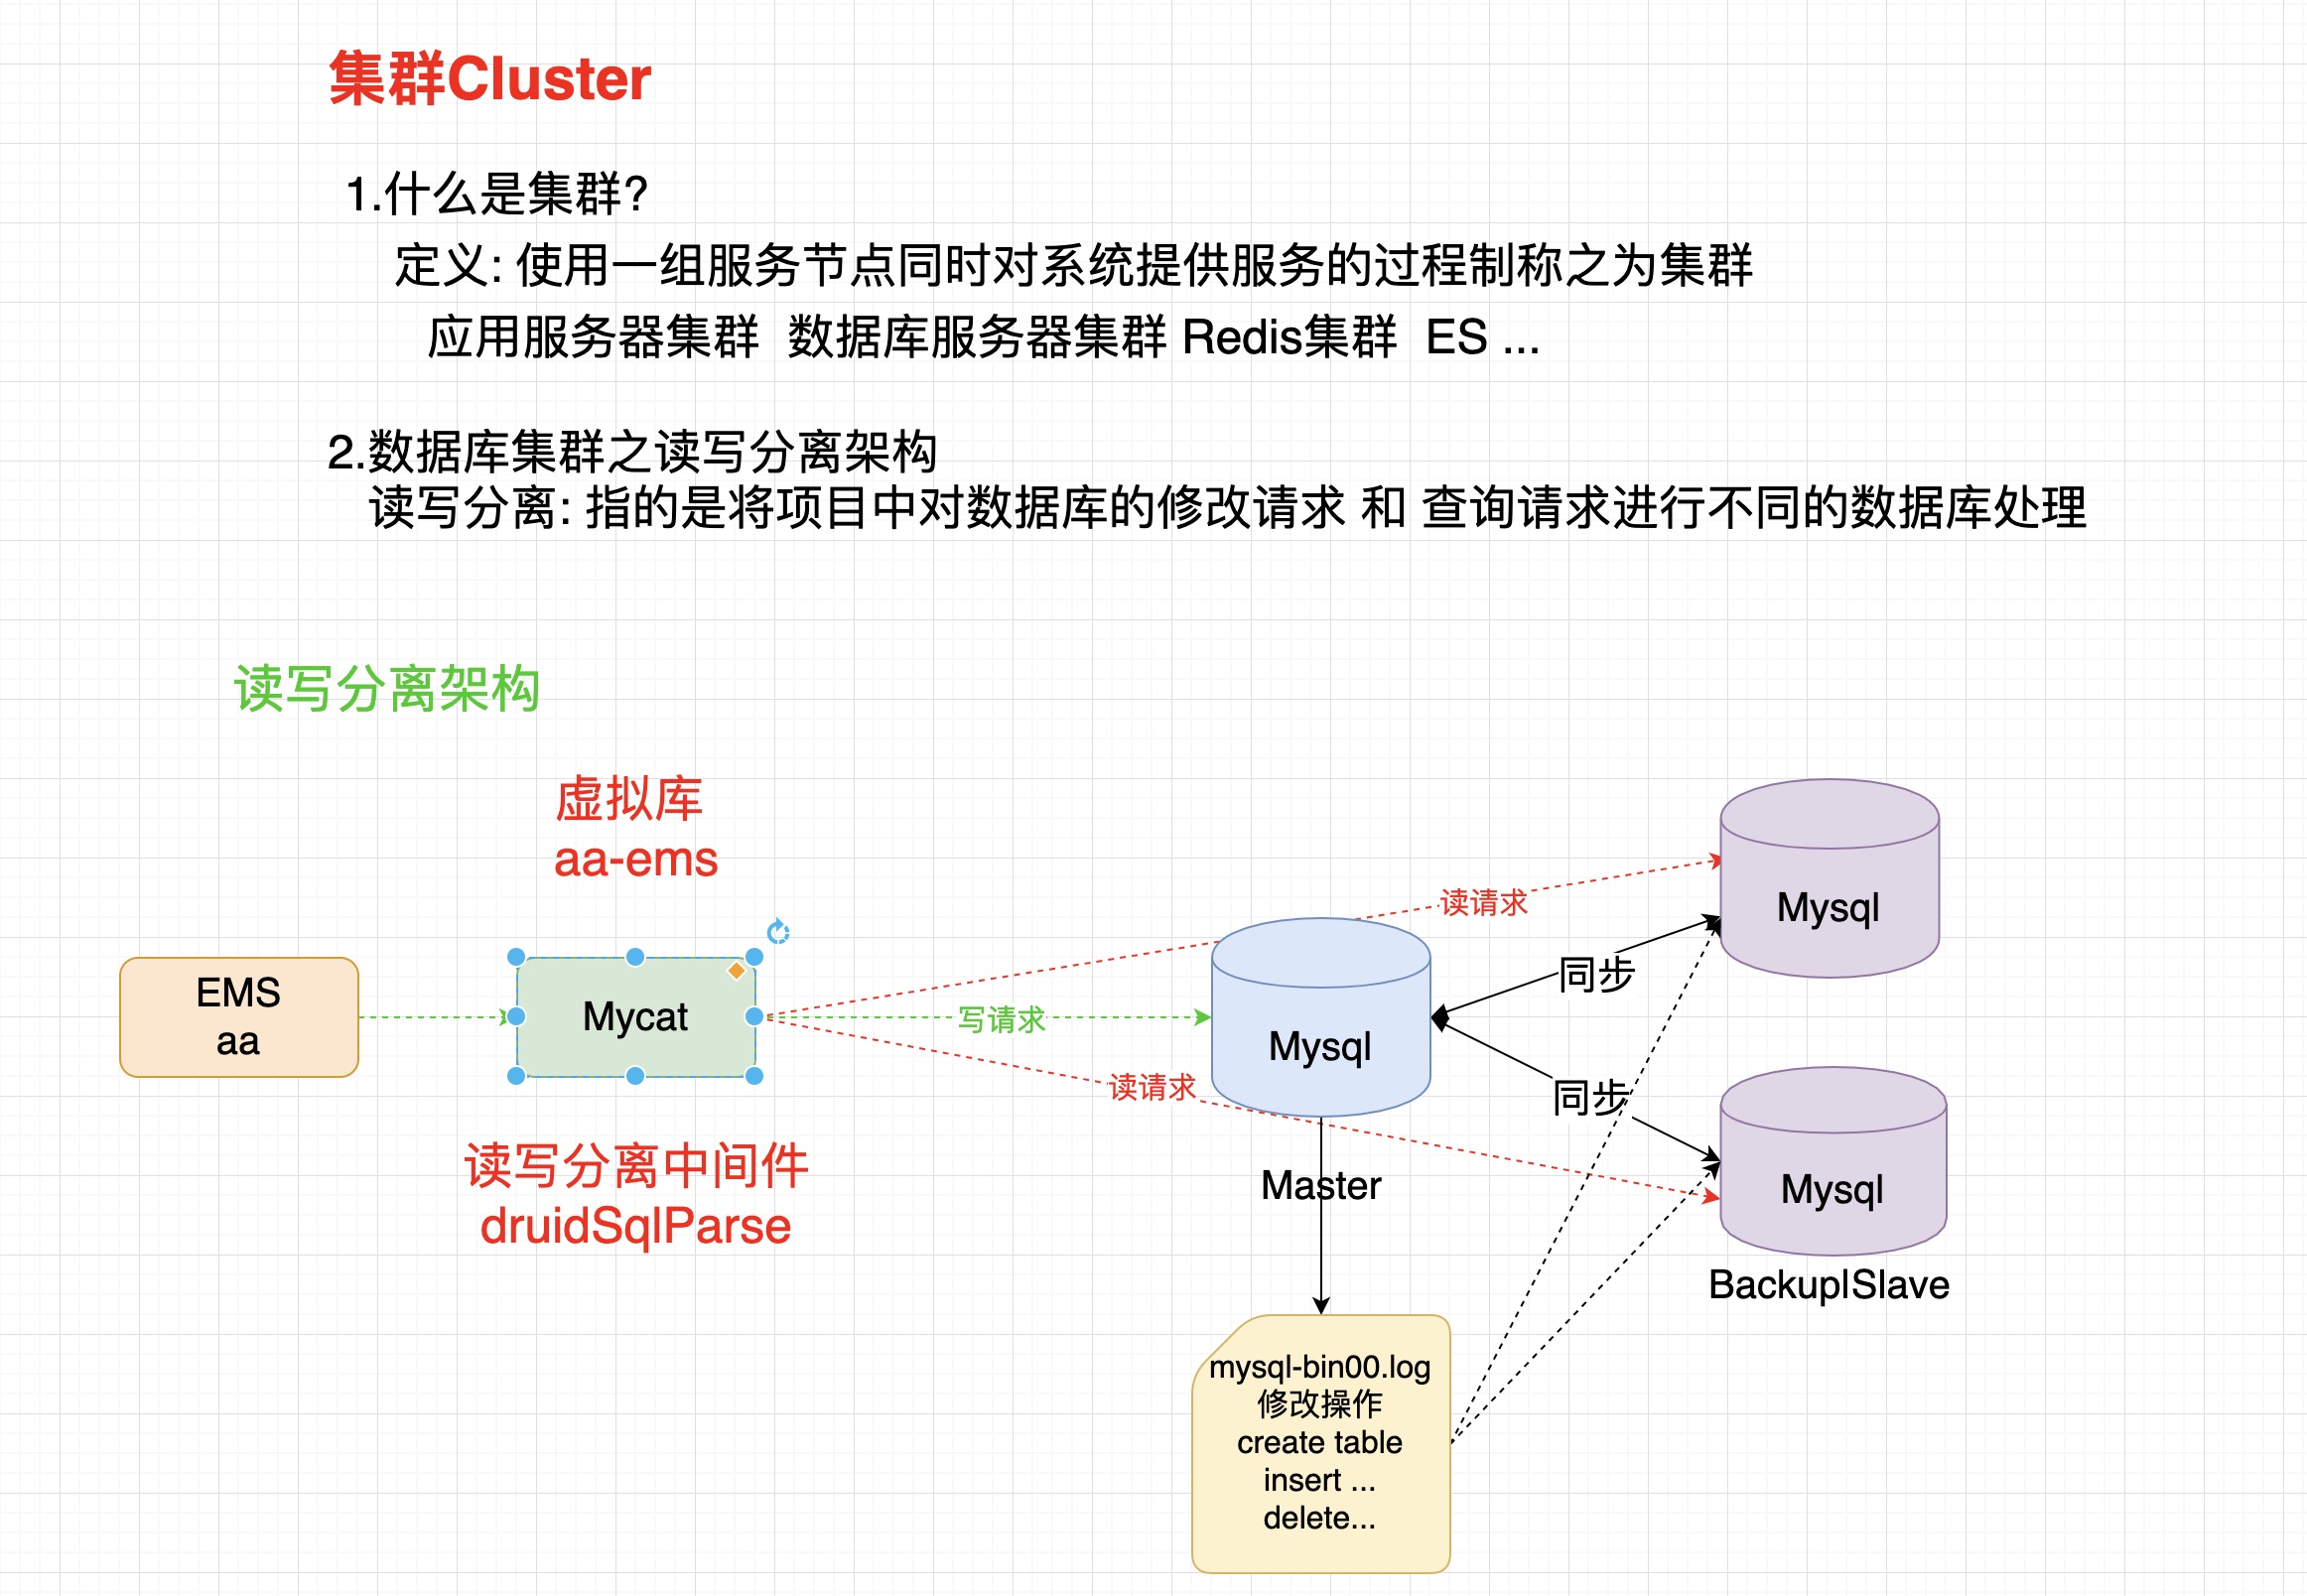 集群Cluster
1.什么是集群?
定义: 使用一组服务节点同时对系统提供服务的过程制称之为集群
应用服务器集群 数据库服务器集群 Redis集群 ES ...
2.数据库集群之读写分离架构
读写分离: 指的是将项目中对数据库的修改请求 和 查询请求进行不同的数据库处理
读写分离架构
虚拟库
aa-ems
EMS
aa
Mycat
读写分离中间件
druidSqlParse
读请求
写请求
读请求
Mysql
Master
同步
同步
Mysql
Mysql
Backup|Slave
mysql-bin00.log
修改操作
create table
insert ...
delete...